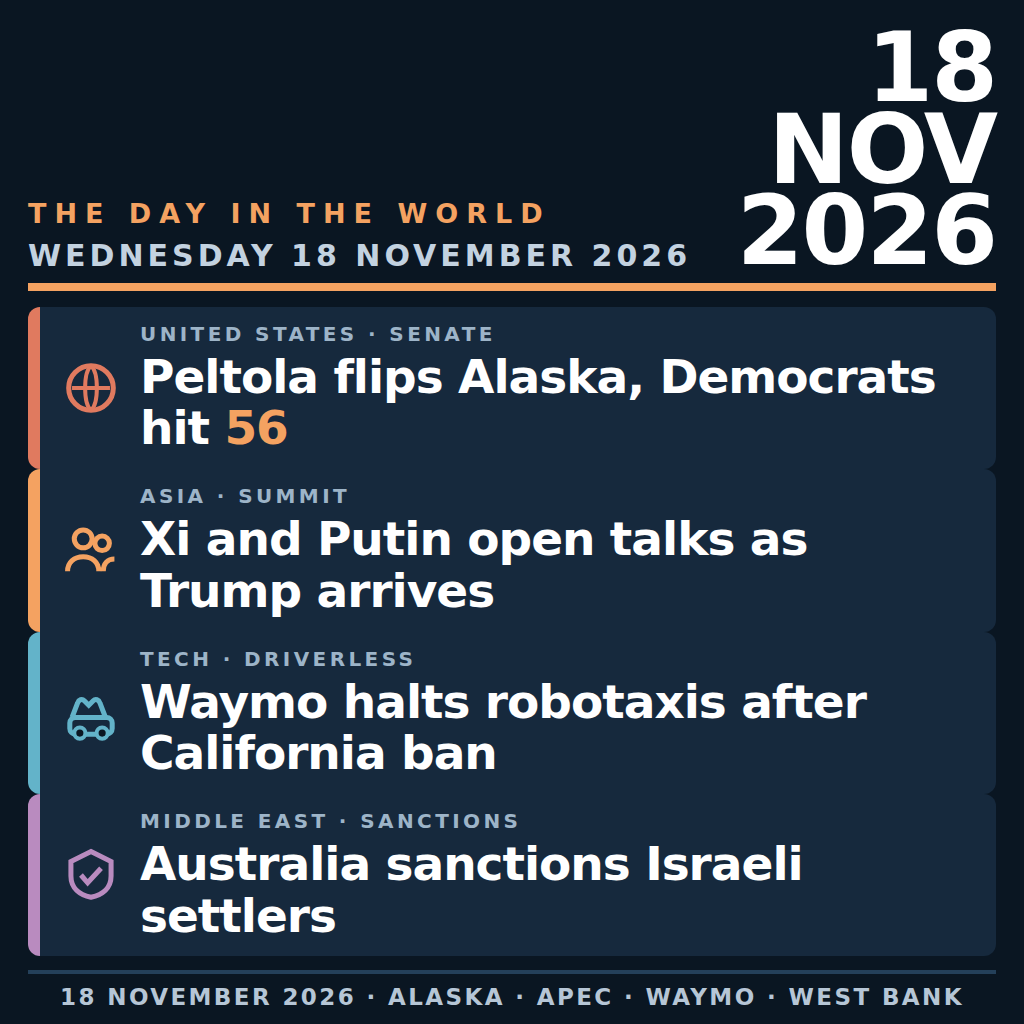 18
NOV
2026
THE DAY IN THE WORLD
WEDNESDAY 18 NOVEMBER 2026
UNITED STATES · SENATE
Peltola flips Alaska, Democrats
hit 56
ASIA · SUMMIT
Xi and Putin open talks as
Trump arrives
TECH · DRIVERLESS
Waymo halts robotaxis after
California ban
MIDDLE EAST · SANCTIONS
Australia sanctions Israeli
settlers
18 NOVEMBER 2026 · ALASKA · APEC · WAYMO · WEST BANK